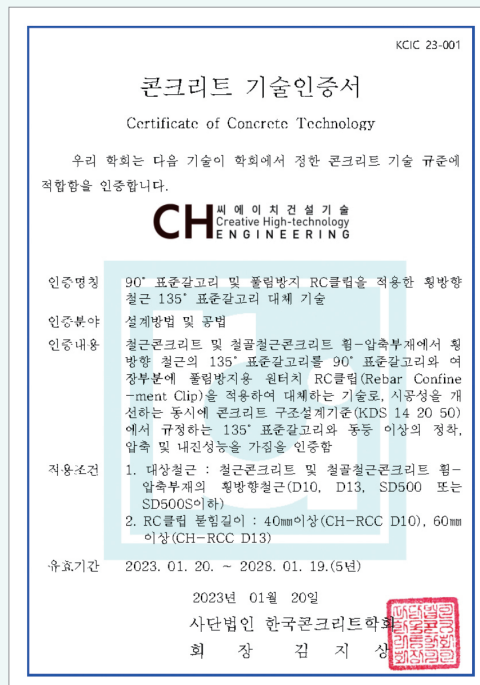 KCIC 23-001
콘크리트 기술인증서
Certificate of Concrete Technology
우리 학회는 다음 기술이 학회에서 정한 콘크리트 기술 규준에
적합함을 인증합니다.
CH 씨에이치건설기술
Creative High-technology
ENGINEERING
인증명칭 90° 표준갈고리 및 풀림방지 RC클립을 적용한 횡방향
철근 135° 표준갈고리 대체 기술
인증분야 설계방법 및 공법
인증내용 철근콘크리트 및 철골철근콘크리트 휨-압축부재에서 횡
방향 철근의 135° 표준갈고리를 90° 표준갈고리와 여
장부분에 풀림방지용 원터치 RC클립(Rebar Confine
-ment Clip)을 적용하여 대체하는 기술로, 시공성을 개
선하는 동시에 콘크리트 구조설계기준(KDS 14 20 50)
에서 규정하는 135° 표준갈고리와 동등 이상의 정착,
압축 및 내진성능을 가짐을 인증함
적용조건 1. 대상철근 : 철근콘크리트 및 철골철근콘크리트 휨-
압축부재의 횡방향철근(D10, D13, SD500 또는
SD500S이하)
2. RC클립 묻힘길이 : 40㎜이상(CH-RCC D10), 60㎜
이상(CH-RCC D13)
유효기간 2023. 01. 20. ~ 2028. 01. 19.(5년)
2023년 01월 20일
사단법인 한국콘크리트학회
회 장 김 지 상